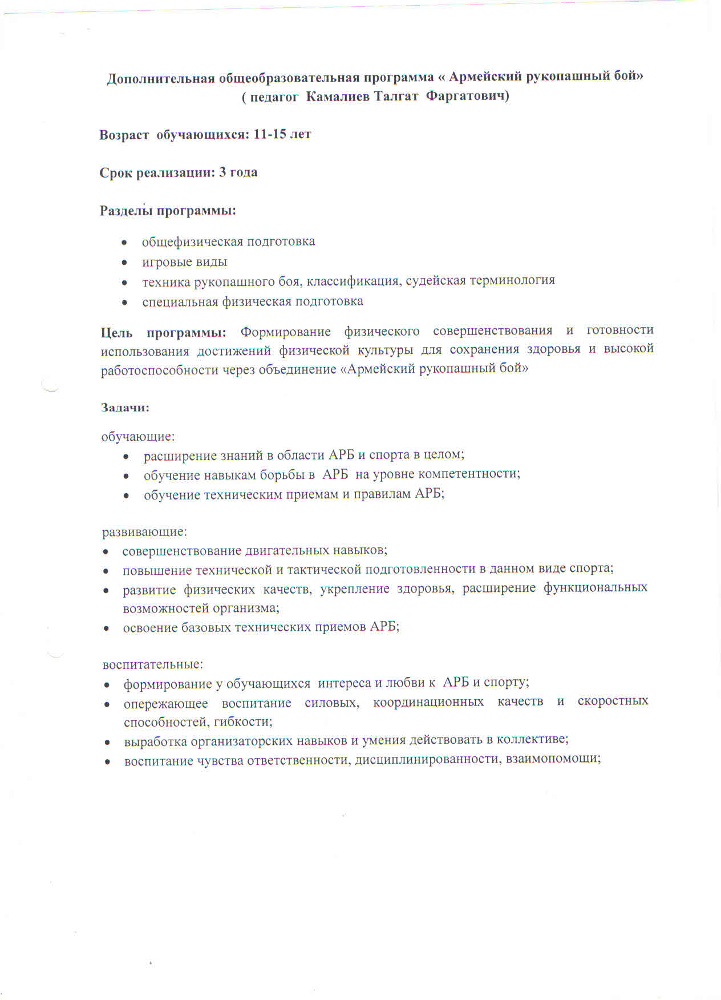 Дополнительная общеобразовательная программа « Армейский рукопашный бой»
( педагог Камалиев Талгат Фаргатович)
Возраст обучающихся: 11-15 лет
Срок реализации: 3 года
Разделы программы:
• общефизическая подготовка
• игровые виды
• техника рукопашного боя, классификация, судейская терминология
• специальная физическая подготовка
Цель программы: Формирование физического совершенствования и готовности
использования достижений физической культуры для сохранения здоровья и высокой
работоспособности через объединение «Армейский рукопашный бой»
Задачи:
обучающие:
• расширение знаний в области АРБ и спорта в целом;
• обучение навыкам борьбы в АРБ на уровне компетентности;
• обучение техническим приемам и правилам АРБ;
развивающие:
• совершенствование двигательных навыков;
• повышение технической и тактической подготовленности в данном виде спорта;
• развитие физических качеств, укрепление здоровья, расширение функциональных
возможностей организма;
• освоение базовых технических приемов АРБ;
воспитательные:
• формирование у обучающихся интереса и любви к АРБ и спорту;
• опережающее воспитание силовых, координационных качеств и скоростных
способностей, гибкости;
• выработка организаторских навыков и умения действовать в коллективе;
• воспитание чувства ответственности, дисциплинированности, взаимопомощи;